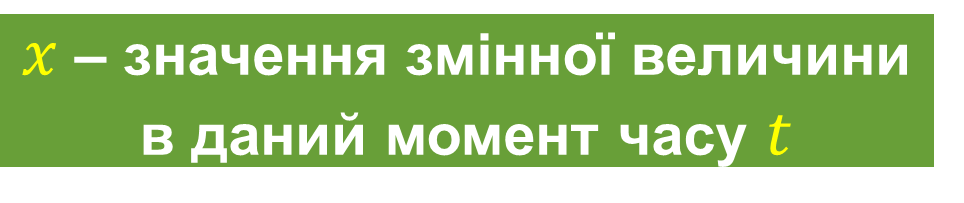 x – значення змінної величини
в даний момент часу t